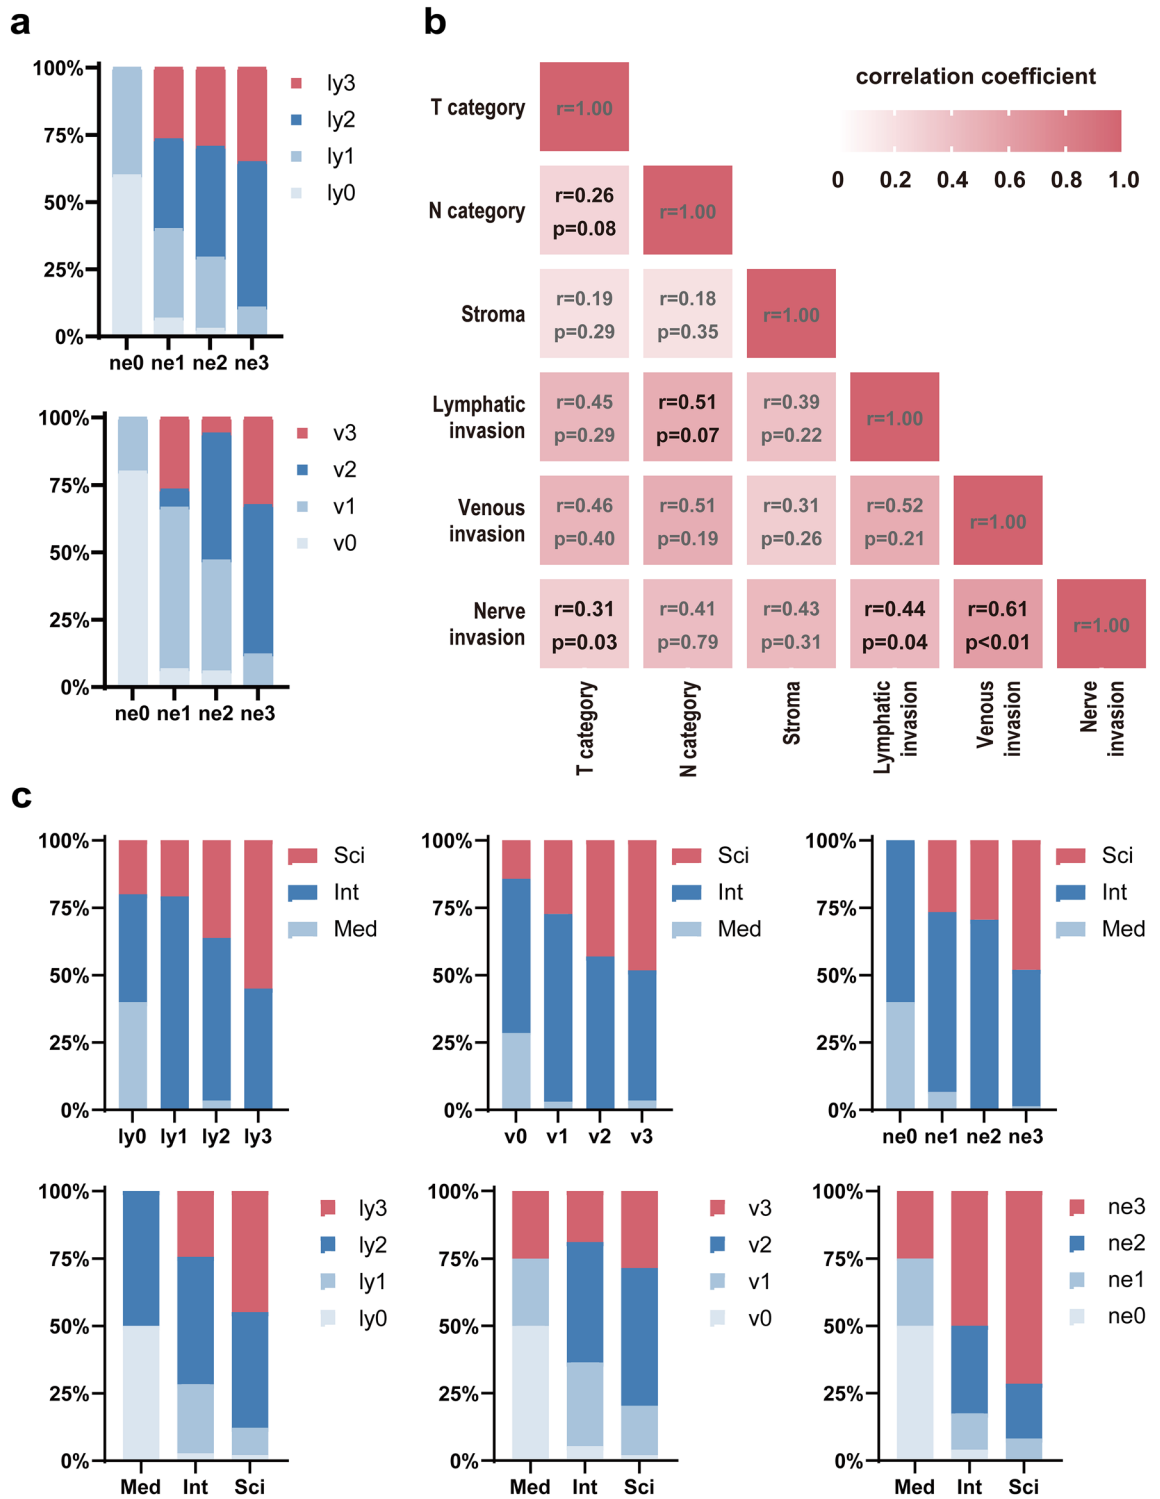 a
100%
75%
50%
25%
0%
ne0 ne1 ne2 ne3
ly3
ly2
ly1
ly0
100%
75%
50%
25%
0%
ne0 ne1 ne2 ne3
v3
v2
v1
v0
b
correlation coefficient
0 0.2 0.4 0.6 0.8 1.0
T category
r=1.00
N category
r=0.26
p=0.08
r=1.00
Stroma
r=0.19
p=0.29
r=0.18
p=0.35
r=1.00
Lymphatic
invasion
r=0.45
p=0.29
r=0.51
p=0.07
r=0.39
p=0.22
r=1.00
Venous
invasion
r=0.46
p=0.40
r=0.51
p=0.19
r=0.31
p=0.26
r=0.52
p=0.21
r=1.00
Nerve
invasion
r=0.31
p=0.03
r=0.41
p=0.79
r=0.43
p=0.31
r=0.44
p=0.04
r=0.61
p<0.01
r=1.00
T category
N category
Stroma
Lymphatic
invasion
Venous
invasion
Nerve
invasion
c
100%
75%
50%
25%
0%
ly0 ly1 ly2 ly3
Sci
Int
Med
100%
75%
50%
25%
0%
v0 v1 v2 v3
Sci
Int
Med
100%
75%
50%
25%
0%
ne0 ne1 ne2 ne3
Sci
Int
Med
100%
75%
50%
25%
0%
Med Int Sci
ly3
ly2
ly1
ly0
100%
75%
50%
25%
0%
Med Int Sci
v3
v2
v1
v0
100%
75%
50%
25%
0%
Med Int Sci
ne3
ne2
ne1
ne0